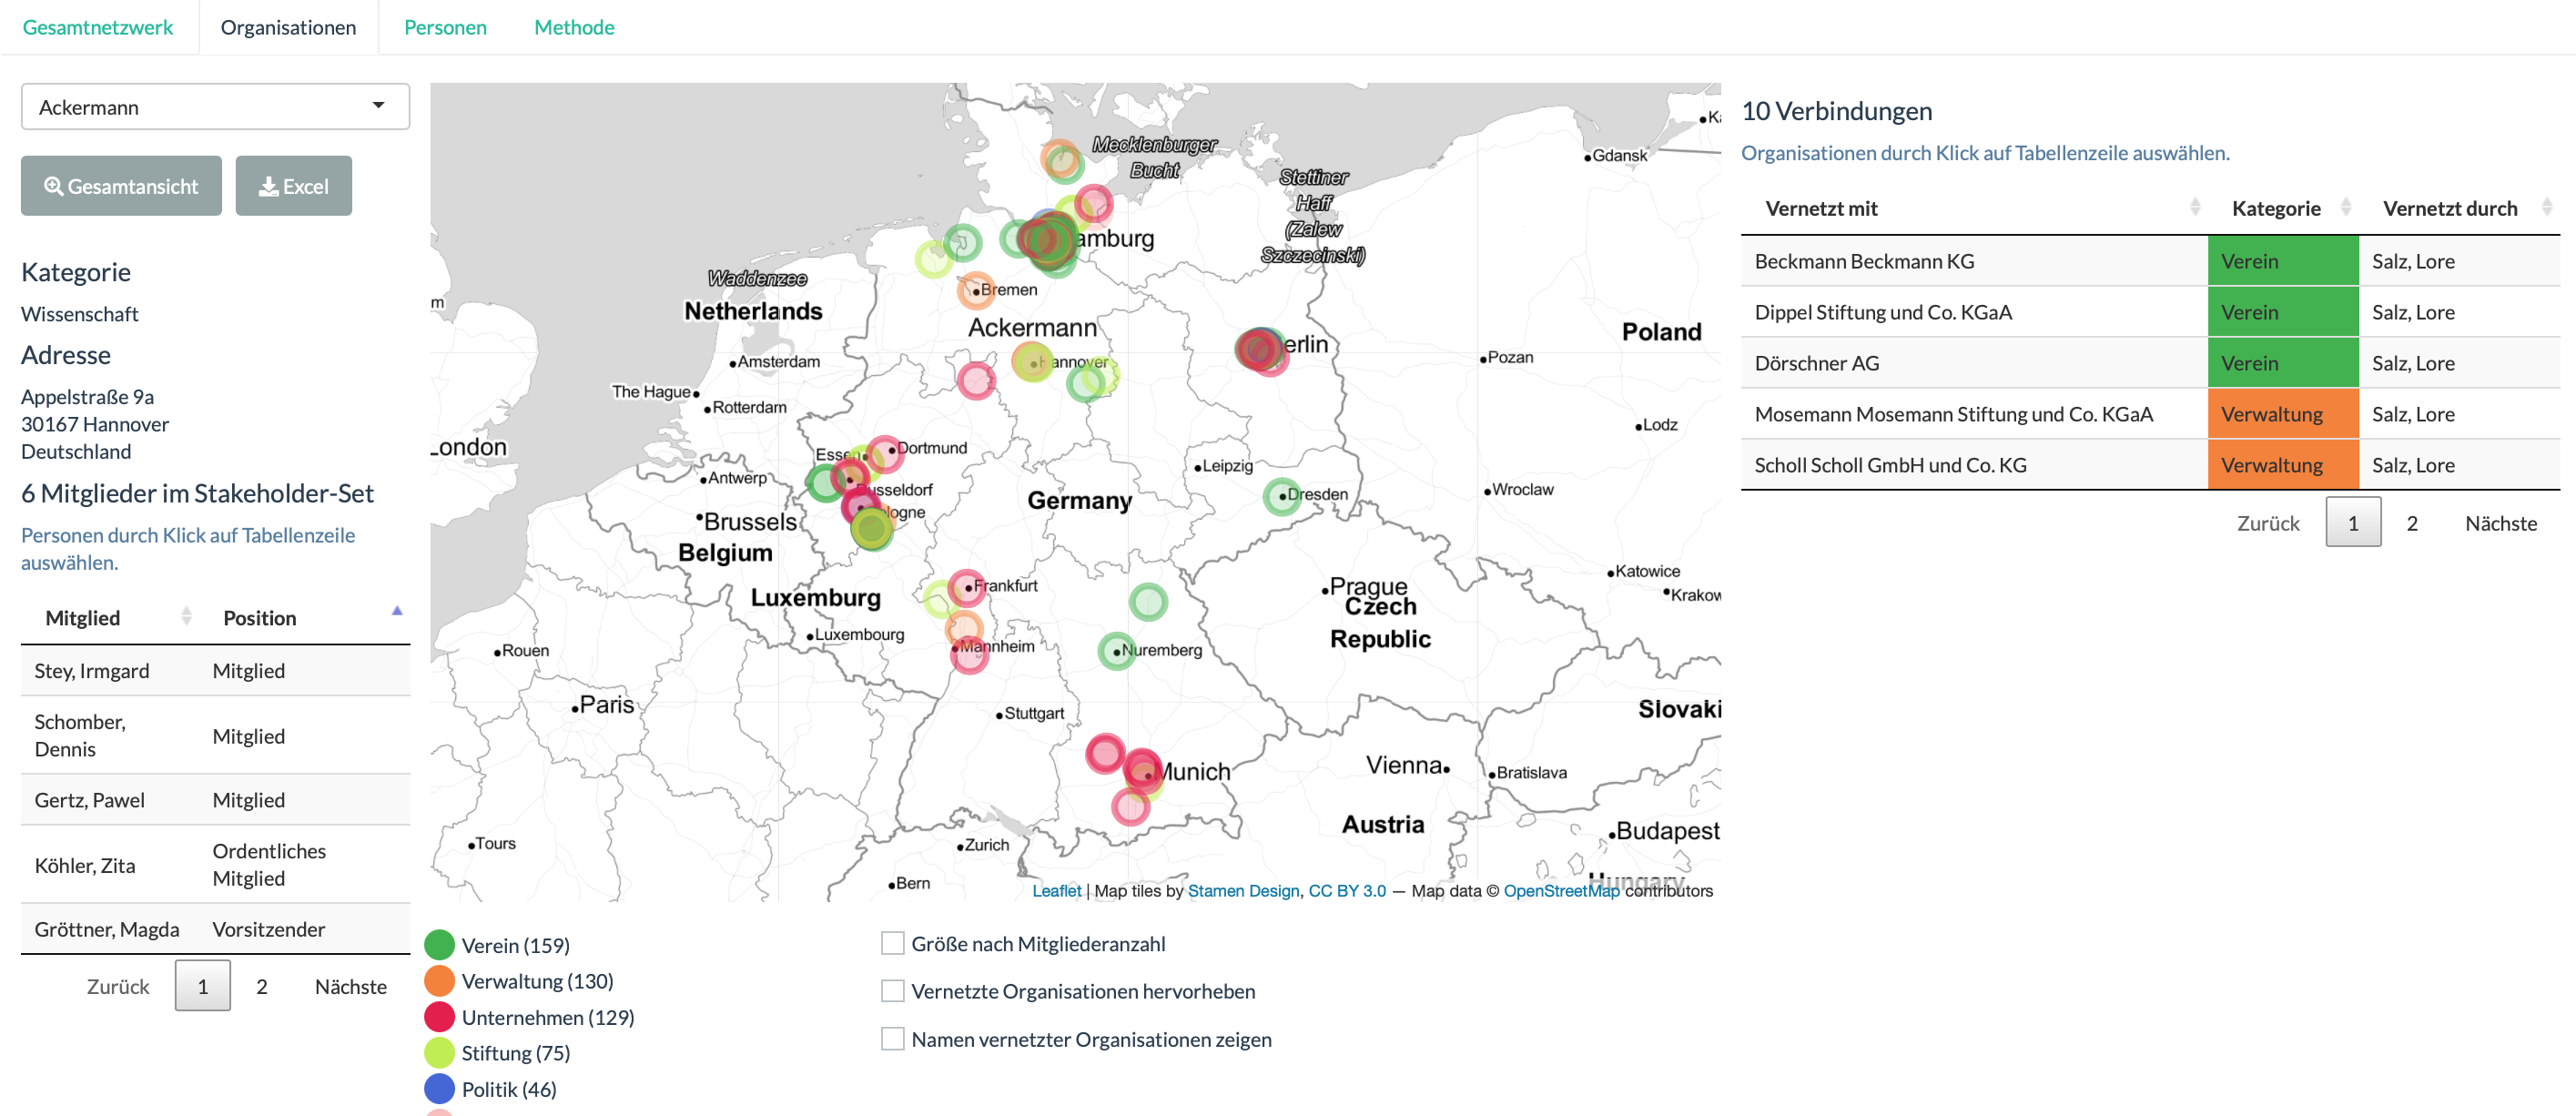 Gesamtnetzwerk Organisationen Personen Methode
Ackermann
Gesamtansicht Excel
Kategorie
Wissenschaft
Adresse
Appelstraße 9a
30167 Hannover
Deutschland
6 Mitglieder im Stakeholder-Set
Personen durch Klick auf Tabellenzeile
auswählen.
Mitglied Position
Stey, Irmgard Mitglied
Schomber,
Dennis
Mitglied
Gertz, Pawel Mitglied
Köhler, Zita
Ordentliches
Mitglied
Gröttner, Magda Vorsitzender
Zurück 1 2 Nächste
Mecklenburger
Bucht
Gdansk
Stettiner
Haff
(Zalew
Szczecinski)
amburg
Waddenzee
Netherlands
Bremen
Ackermann
Hannover
erlin
Poland
Pozan
Amsterdam
The Hague
Rotterdam
Lodz
London
Essen
Dortmund
Antwerp
Dusseldorf
Leipzig
Wroclaw
Dresden
Germany
Brussels
ologne
Belgium
Luxemburg
Frankfurt
Prague
Czech
Republic
Katowice
Krakow
Luxembourg
Mannheim
Nuremberg
Rouen
Paris
Stuttgart
Slovaki
Munich
Vienna
Bratislava
Austria
Budapest
Tours
Zurich
Bern
Hungary
Leaflet | Map tiles by Stamen Design, CC BY 3.0 — Map data © OpenStreetMap contributors
Verein (159)
Verwaltung (130)
Unternehmen (129)
Stiftung (75)
Politik (46)
Größe nach Mitgliederanzahl
Vernetzte Organisationen hervorheben
Namen vernetzter Organisationen zeigen
10 Verbindungen
Organisationen durch Klick auf Tabellenzeile auswählen.
Vernetzt mit Kategorie Vernetzt durch
Beckmann Beckmann KG Verein Salz, Lore
Dippel Stiftung und Co. KGaA Verein Salz, Lore
Dörschner AG Verein Salz, Lore
Mosemann Mosemann Stiftung und Co. KGaA Verwaltung Salz, Lore
Scholl Scholl GmbH und Co. KG Verwaltung Salz, Lore
Zurück 1 2 Nächste